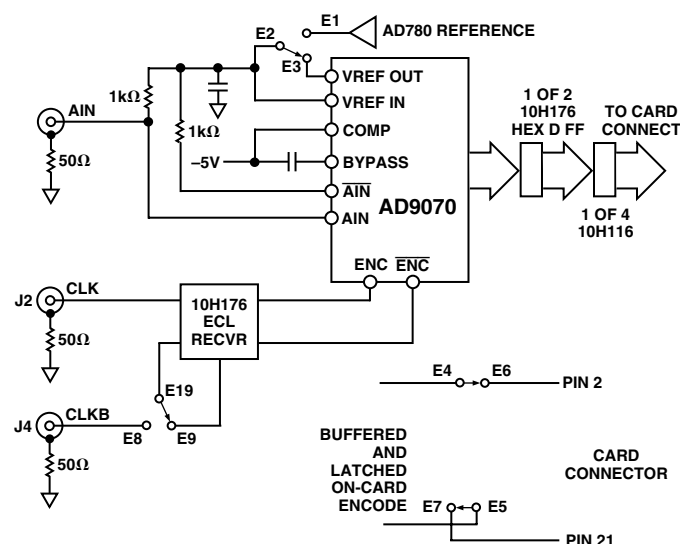 E1
AD780 REFERENCE
E2
E3
VREF OUT
1kΩ
VREF IN
AIN
1kΩ
COMP
–5V
BYPASS
50Ω
AIN
AD9070
AIN
1 OF 2
10H176
HEX D FF
TO CARD
CONNECT
1 OF 4
10H116
ENC
ENC
J2
CLK
10H176
ECL
RECVR
50Ω
E19
J4
CLKB
E8
E9
50Ω
E4
E6
PIN 2
BUFFERED
AND
LATCHED
ON-CARD
ENCODE
CARD
CONNECTOR
E7
E5
PIN 21